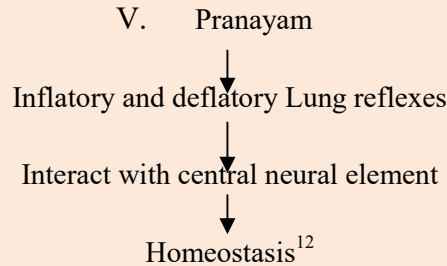 V. Pranayam
Inflatory and deflatory Lung reflexes
Interact with central neural element
Homeostasis¹²